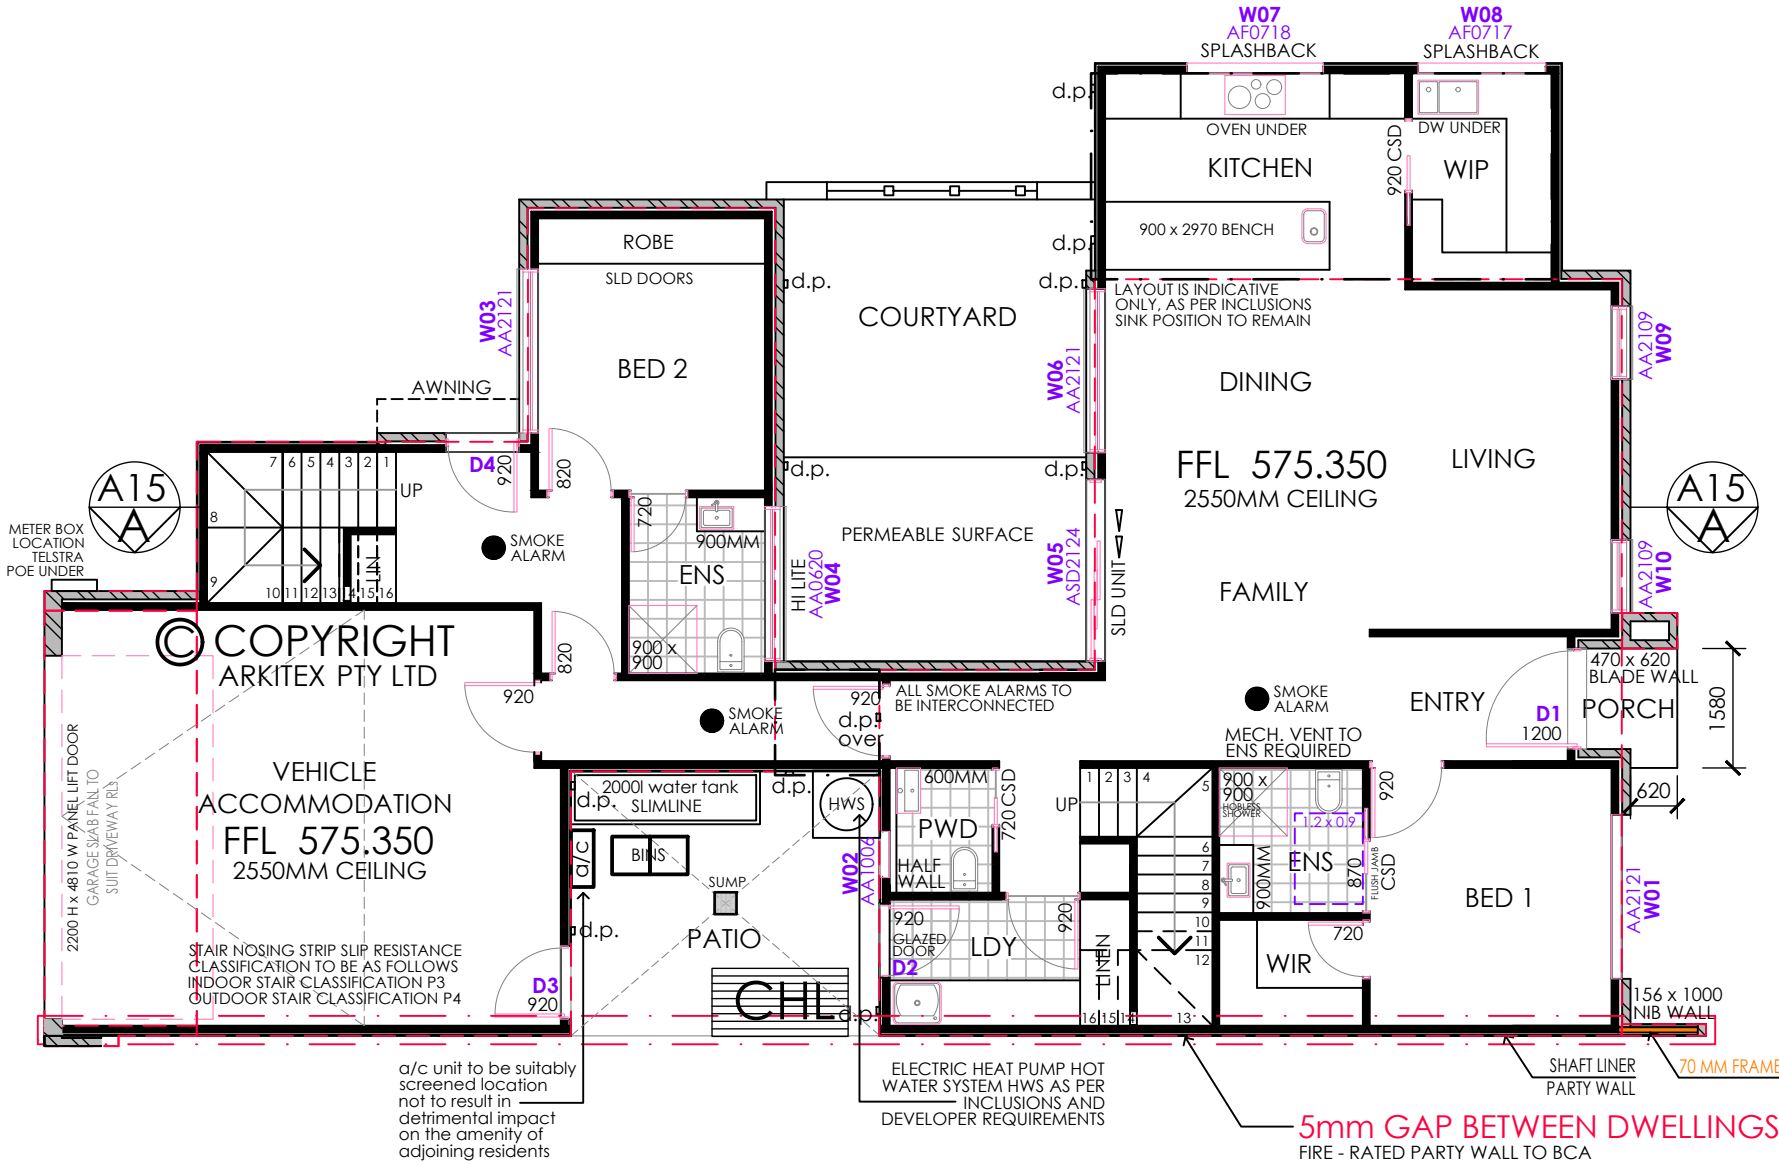 W07
AF0718
SPLASHBACK
W08
AF0717
SPLASHBACK
d.p.
OVEN UNDER
DW UNDER
KITCHEN
920 CSD
WIP
900 x 2970 BENCH
d.p.
d.p.
d.p.
ROBE
SLD DOORS
W03
AA2121
BED 2
COURTYARD
LAYOUT IS INDICATIVE
ONLY, AS PER INCLUSIONS
SINK POSITION TO REMAIN
W06
AA2121
DINING
AA2109
W09
AWNING
D4
920
820
d.p.
d.p.
FFL 575.350
2550MM CEILING
LIVING
A15
A
A15
A
METER BOX
LOCATION
TELSTRA
POE UNDER
7 6 5 4 3 2 1
UP
8
9
10 11 12 13 14 15 16
LIN
SMOKE
ALARM
720
900MM
ENS
900 x
900
HI LITE
AA0620
W04
PERMEABLE SURFACE
W05
ASD2124
SLD UNIT
FAMILY
AA2109
W10
© COPYRIGHT
ARKITEX PTY LTD
820
920
SMOKE
ALARM
920
d.p.
over
ALL SMOKE ALARMS TO
BE INTERCONNECTED
SMOKE
ALARM
MECH. VENT TO
ENS REQUIRED
ENTRY
D1
1200
470 x 620
BLADE WALL
PORCH
1580
620
2200 H x 4810 W PANEL LIFT DOOR
GARAGE SLAB FAN TO
SUIT DRIVEWAY RLs
VEHICLE
ACCOMMODATION
FFL 575.350
2550MM CEILING
d.p.
2000l water tank
SLIMLINE
d.p.
HWS
a/c
BINS
SUMP
W02
AA1006
600MM
PWD
HALF
WALL
720 CSD
UP
1 2 3 4 5
6
7
8
9
10
11
12
13
16 15 14
900 x
900
HOBLESS
SHOWER
1.2 x 0.9
ENS
900MM
870
FLUSH JAMB
CSD
920
BED 1
AA2121
W01
d.p.
PATIO
CHL
d.p.
920
GLAZED
DOOR
D2
LDY
920
LINEN
WIR
720
STAIR NOSING STRIP SLIP RESISTANCE
CLASSIFICATION TO BE AS FOLLOWS
INDOOR STAIR CLASSIFICATION P3
OUTDOOR STAIR CLASSIFICATION P4
D3
920
156 x 1000
NIB WALL
a/c unit to be suitably
screened location
not to result in
detrimental impact
on the amenity of
adjoining residents
ELECTRIC HEAT PUMP HOT
WATER SYSTEM HWS AS PER
INCLUSIONS AND
DEVELOPER REQUIREMENTS
SHAFT LINER
PARTY WALL
70 MM FRAME
5mm GAP BETWEEN DWELLINGS
FIRE - RATED PARTY WALL TO BCA